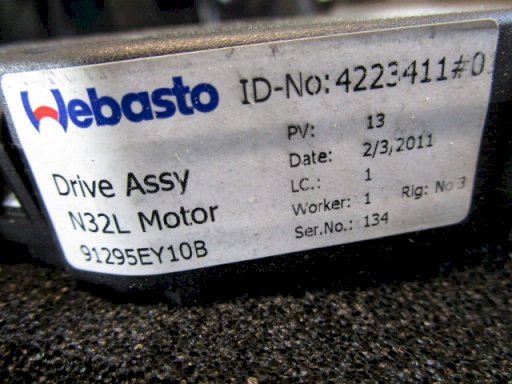 Webasto ID-No: 4223411#0
PV: 13
Date: 2/3,2011
LC.: 1
Worker: 1 Rig: No 3
Ser.No.: 134
Drive Assy
N32L Motor
91295EY10B